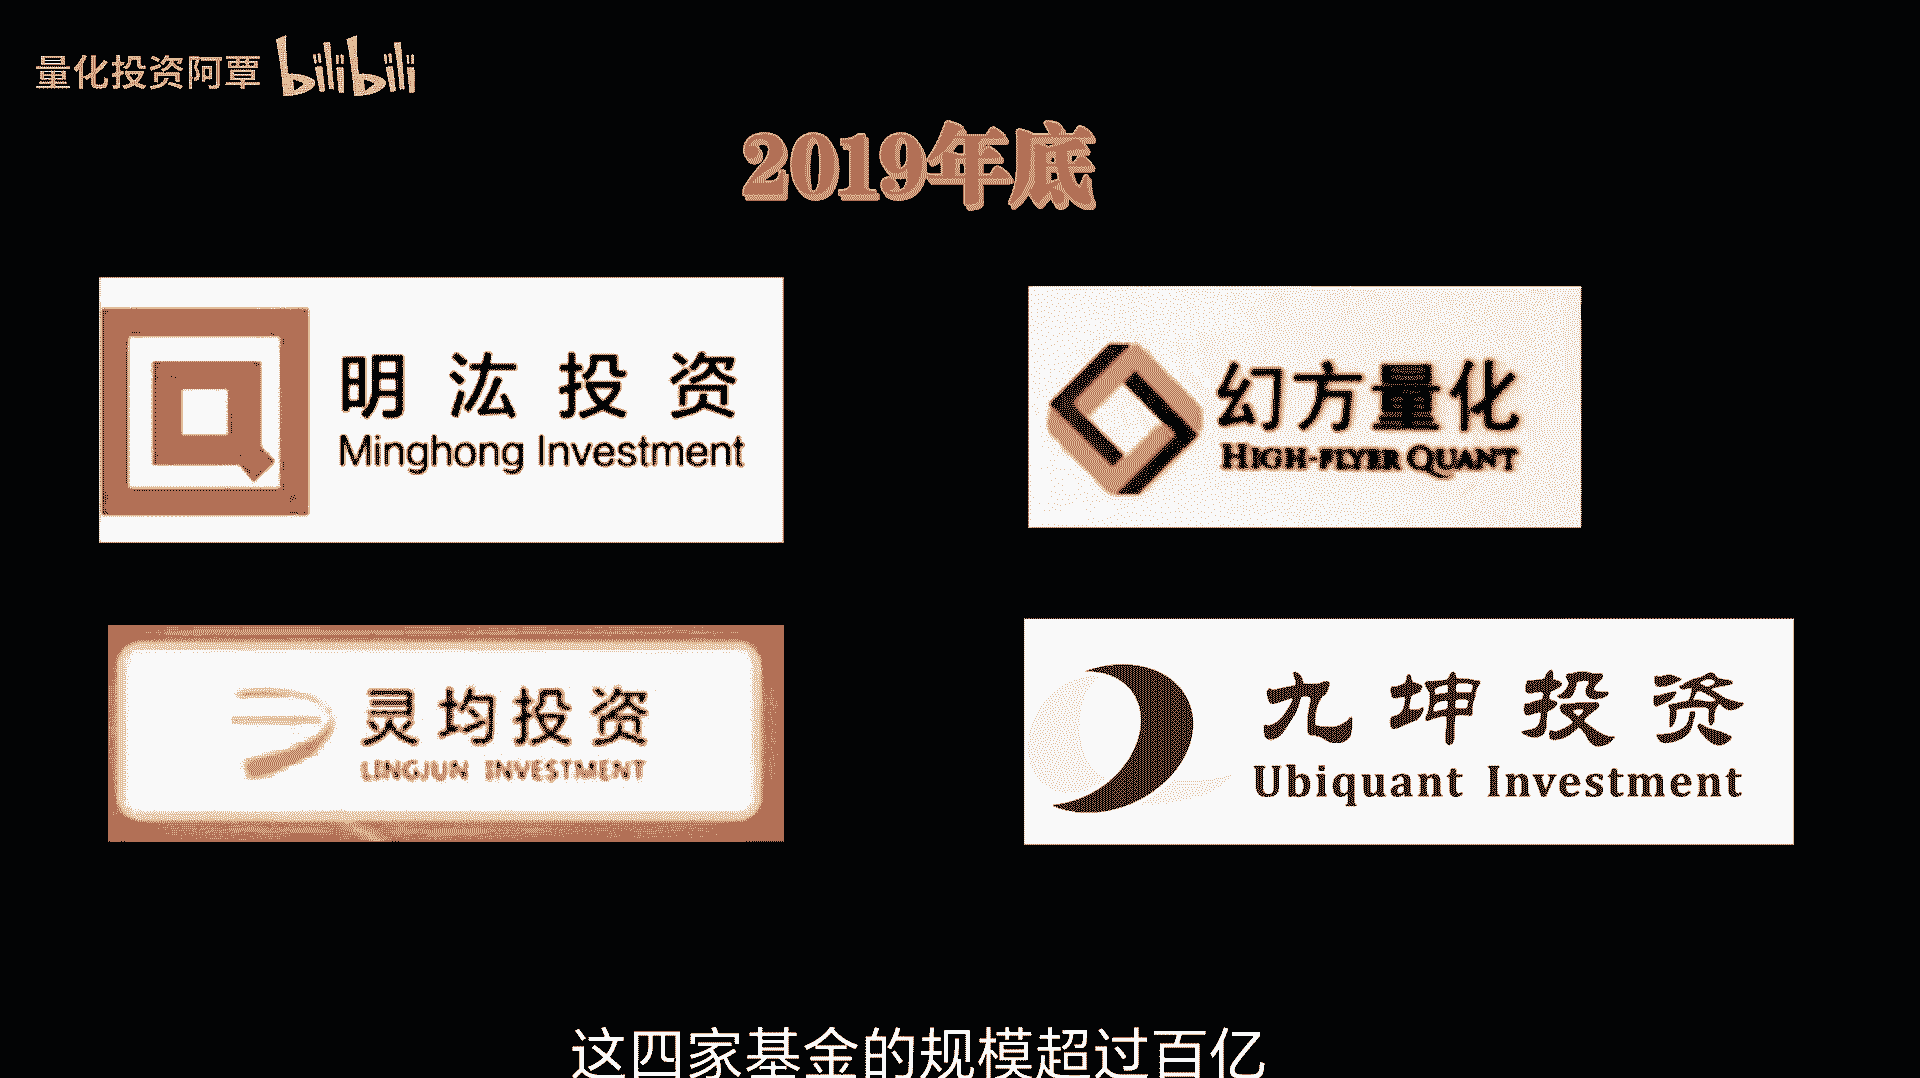 量化投资阿覃 bilibili
2019年底
明汯投资
Minghong Investment
幻方量化
HIGH-FLYER QUANT
灵均投资
LINGJUN INVESTMENT
九坤投资
Ubiquant Investment
这四家基金的规模超过百亿